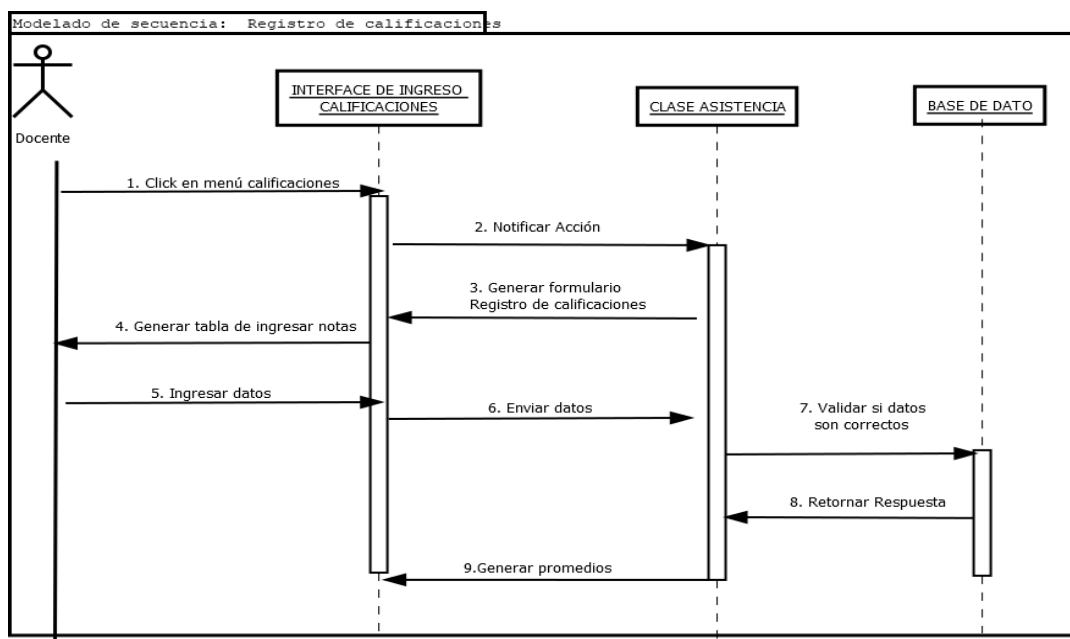 Modelado de secuencia: Registro de calificaciones
Docente
INTERFACE DE INGRESO
CALIFICACIONES
CLASE ASISTENCIA
BASE DE DATO
1. Click en menú calificaciones
2. Notificar Acción
3. Generar formulario
Registro de calificaciones
4. Generar tabla de ingresar notas
5. Ingresar datos
6. Enviar datos
7. Validar si datos
son correctos
8. Retornar Respuesta
9.Generar promedios